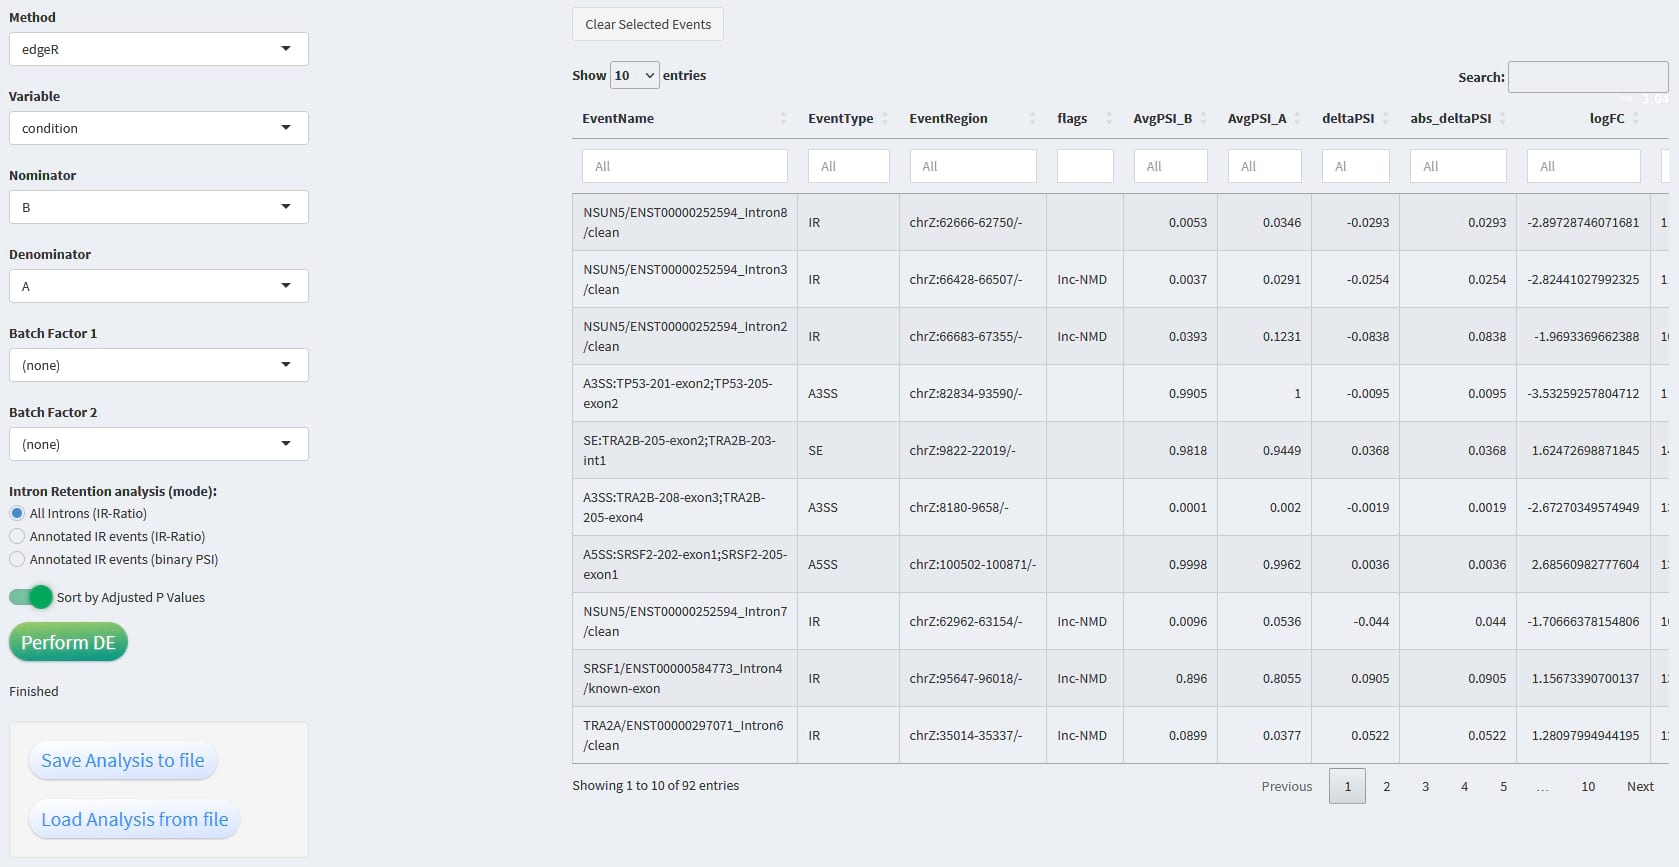 Method
edgeR
Variable
condition
Nominator
B
Denominator
A
Batch Factor 1
(none)
Batch Factor 2
(none)
Intron Retention analysis (mode):
All Introns (IR-Ratio)
Annotated IR events (IR-Ratio)
Annotated IR events (binary PSI)
Sort by Adjusted P Values
Perform DE
Finished
Save Analysis to file
Load Analysis from file
Clear Selected Events
Show 10 entries
Search:
3.04
EventName EventType EventRegion flags AvgPSI_B AvgPSI_A deltaPSI abs_deltaPSI logFC
All All All All All Al All All
NSUN5/ENST00000252594_Intron8
/clean
IR chrZ:62666-62750/- 0.0053 0.0346 -0.0293 0.0293 -2.89728746071681
NSUN5/ENST00000252594_Intron3
/clean
IR chrZ:66428-66507/- Inc-NMD 0.0037 0.0291 -0.0254 0.0254 -2.82441027992325
NSUN5/ENST00000252594_Intron2
/clean
IR chrZ:66683-67355/- Inc-NMD 0.0393 0.1231 -0.0838 0.0838 -1.9693369662388
A3SS:TP53-201-exon2;TP53-205-
exon2
A3SS chrZ:82834-93590/- 0.9905 1 -0.0095 0.0095 -3.53259257804712
SE:TRA2B-205-exon2;TRA2B-203-
int1
SE chrZ:9822-22019/- 0.9818 0.9449 0.0368 0.0368 1.62472698871845
A3SS:TRA2B-208-exon3;TRA2B-
205-exon4
A3SS chrZ:8180-9658/- 0.0001 0.002 -0.0019 0.0019 -2.67270349574949
A5SS:SRSF2-202-exon1;SRSF2-205-
exon1
A5SS chrZ:100502-100871/- 0.9998 0.9962 0.0036 0.0036 2.68560982777604
NSUN5/ENST00000252594_Intron7
/clean
IR chrZ:62962-63154/- Inc-NMD 0.0096 0.0536 -0.044 0.044 -1.70666378154806
SRSF1/ENST00000584773_Intron4
/known-exon
IR chrZ:95647-96018/- Inc-NMD 0.896 0.8055 0.0905 0.0905 1.15673390700137
TRA2A/ENST00000297071_Intron6
/clean
IR chrZ:35014-35337/- Inc-NMD 0.0899 0.0377 0.0522 0.0522 1.28097994944195
Showing 1 to 10 of 92 entries
Previous 1 2 3 4 5 … 10 Next